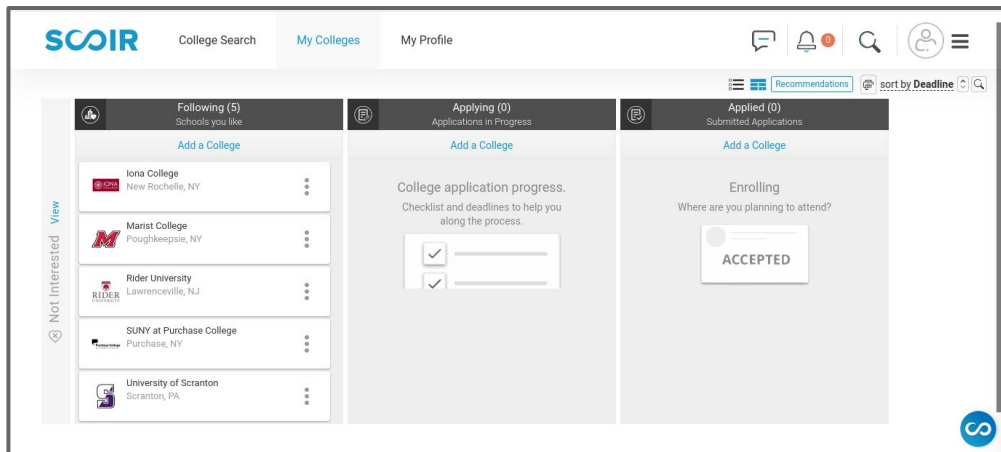 SCOIR
College Search
My Colleges
My Profile
0
Recommendations
sort by Deadline
Not Interested View
Following (5)
Schools you like
Add a College
IONA
Iona College
New Rochelle, NY
M
Marist College
Poughkeepsie, NY
RIDER
UNIVERSITY
Rider University
Lawrenceville, NJ
Purchase College
SUNY at Purchase College
Purchase, NY
S
University of Scranton
Scranton, PA
Applying (0)
Applications in Progress
Add a College
College application progress.
Checklist and deadlines to help you
along the process.
Applied (0)
Submitted Applications
Add a College
Enrolling
Where are you planning to attend?
ACCEPTED